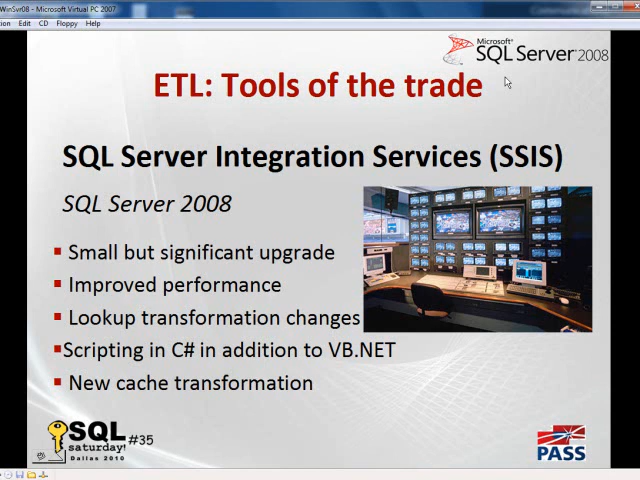 WinSvr08 - Microsoft Virtual PC 2007
tion Edit CD Floppy Help
Microsoft®
SQL Server® 2008
ETL: Tools of the trade
SQL Server Integration Services (SSIS)
SQL Server 2008
Small but significant upgrade
Improved performance
Lookup transformation changes
Scripting in C# in addition to VB.NET
New cache transformation
SQL
saturday!
#35
Dallas 2010
PASS